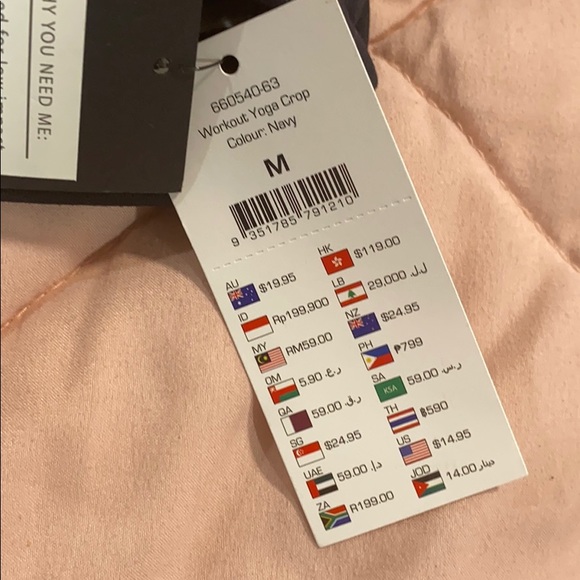 HY YOU NEED ME:
660540-63
Workout Yoga Crop
Colour: Navy
M
9 351785 791210
AU $19.95
HK $119.00
ID Rp199,900
LB 29,000 ل.ل
MY RM59.00
NZ $24.95
OM 5.90 ر.ع
PH ₱799
QA 59.00 ر.ق
SA KSA 59.00 ر.س
SG $24.95
TH ฿590
UAE 59.00 د.إ
US $14.95
ZA R199.00
JOD 14.00 دينار